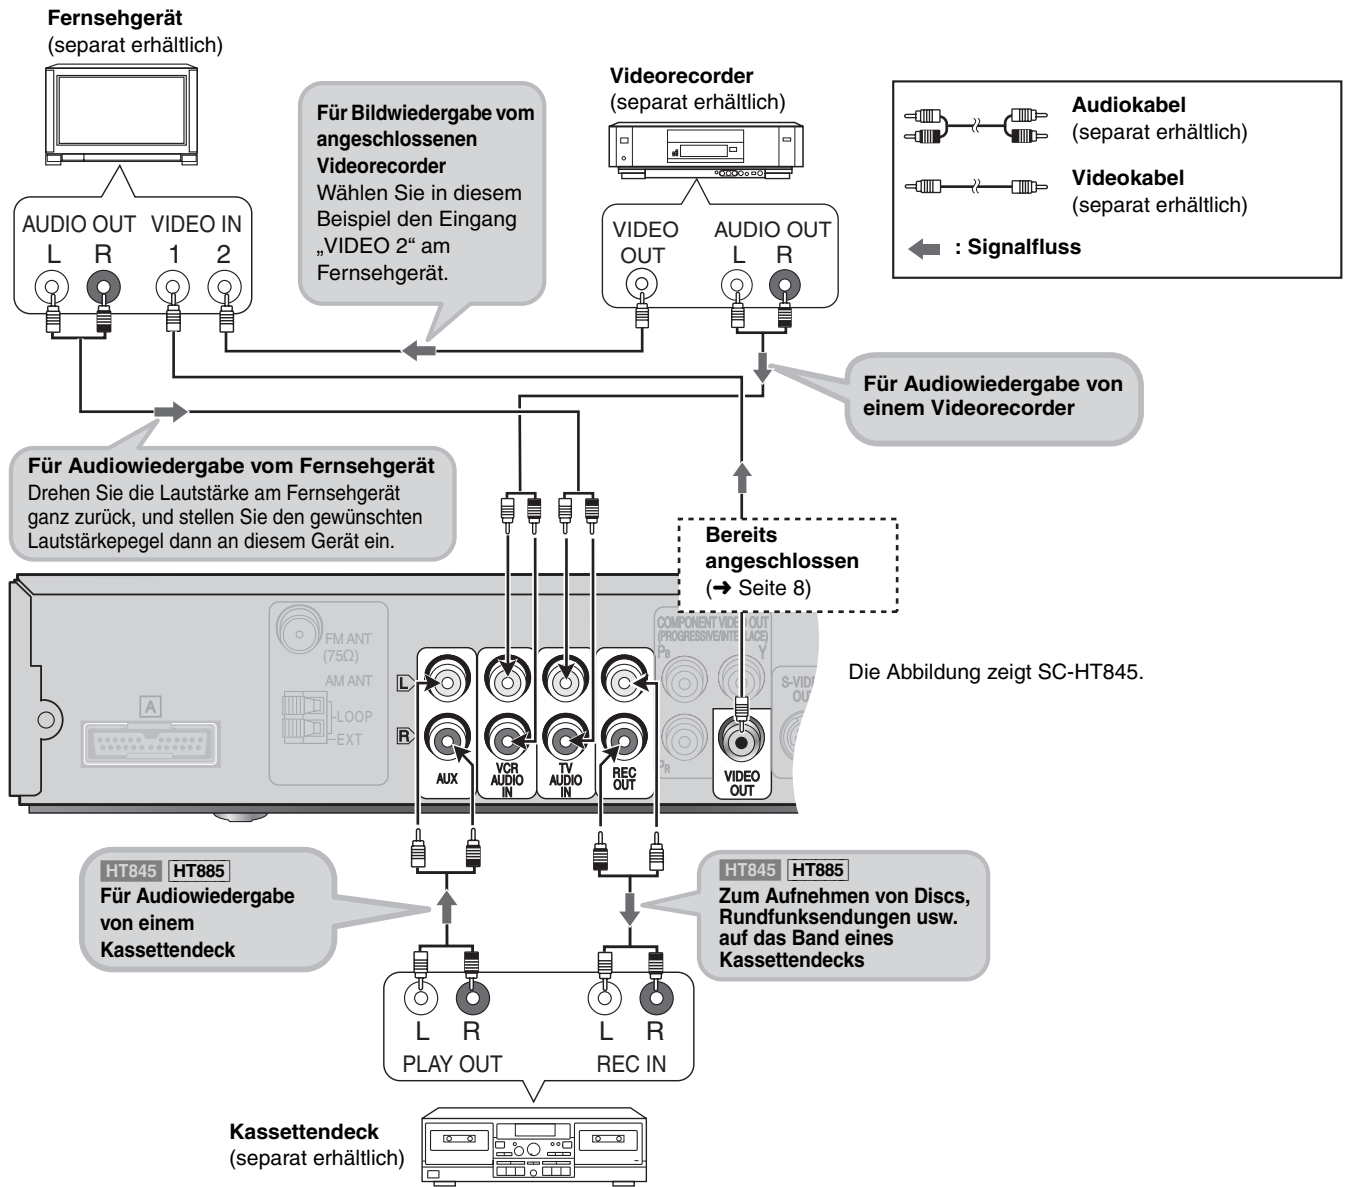 Fernsehgerät
(separat erhältlich)
AUDIO OUT VIDEO IN
L R 1 2
Für Bildwiedergabe vom
angeschlossenen
Videorecorder
Wählen Sie in diesem
Beispiel den Eingang
„VIDEO 2“ am
Fernsehgerät.
Videorecorder
(separat erhältlich)
VIDEO
OUT
AUDIO OUT
L R
Audiokabel
(separat erhältlich)
Videokabel
(separat erhältlich)
: Signalfluss
Für Audiowiedergabe von
einem Videorecorder
Für Audiowiedergabe vom Fernsehgerät
Drehen Sie die Lautstärke am Fernsehgerät
ganz zurück, und stellen Sie den gewünschten
Lautstärkepegel dann an diesem Gerät ein.
Bereits
angeschlossen
(➜ Seite 8)
FM ANT
(75Ω)
AM ANT
LOOP
EXT
A
L
R
AUX
VCR
AUDIO
IN
TV
AUDIO
IN
REC
OUT
COMPONENT VIDEO OUT
(PROGRESSIVE/INTERLACE)
PB Y
PR
VIDEO
OUT
S-VID
OU
Die Abbildung zeigt SC-HT845.
HT845 HT885
Für Audiowiedergabe
von einem
Kassettendeck
HT845 HT885
Zum Aufnehmen von Discs,
Rundfunksendungen usw.
auf das Band eines
Kassettendecks
L R L R
PLAY OUT REC IN
Kassettendeck
(separat erhältlich)